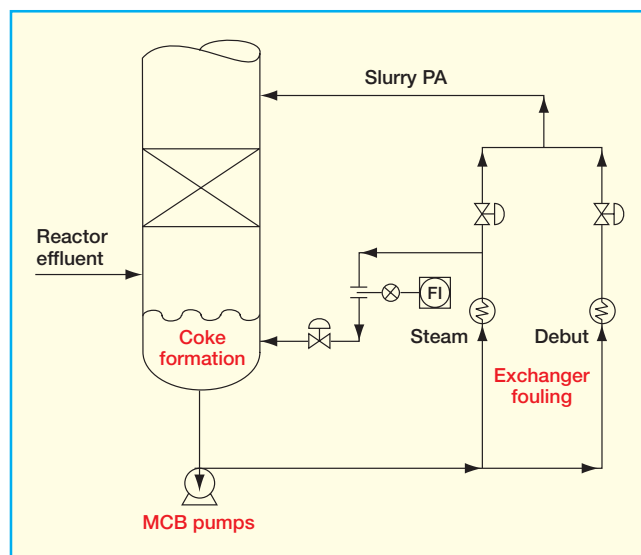 Slurry PA
Reactor
effluent
FI
Coke
formation
Steam
Debut
Exchanger
fouling
MCB pumps